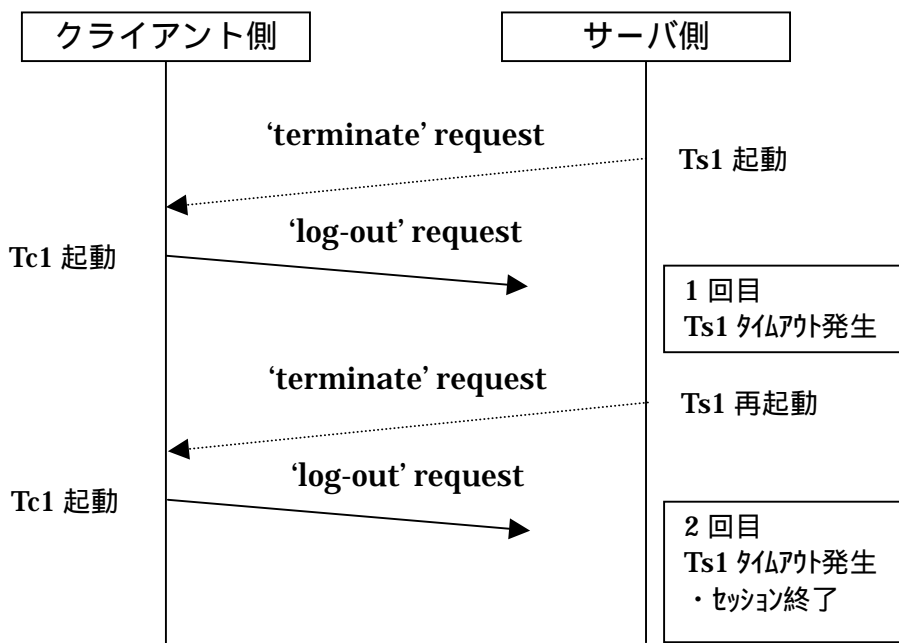 クライアント側
サーバ側
‘terminate’ request
Ts1 起動
‘log-out’ request
Tc1 起動
1 回目
Ts1 ﾀｲﾑｱｳﾄ発生
‘terminate’ request
Ts1 再起動
‘log-out’ request
Tc1 起動
2 回目
Ts1 ﾀｲﾑｱｳﾄ発生
・ｾｯｼｮﾝ終了